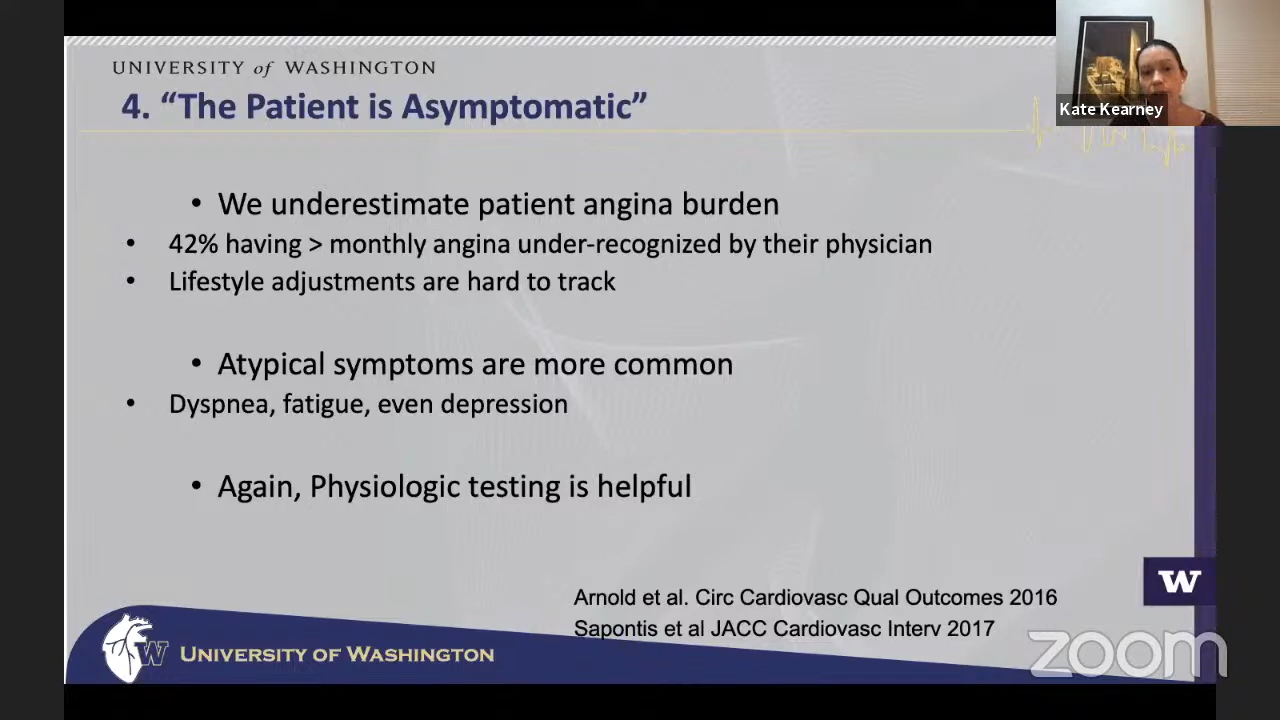 UNIVERSITY of WASHINGTON
4. “The Patient is Asymptomatic”
Kate Kearney
• We underestimate patient angina burden
• 42% having > monthly angina under-recognized by their physician
• Lifestyle adjustments are hard to track
• Atypical symptoms are more common
• Dyspnea, fatigue, even depression
• Again, Physiologic testing is helpful
W
Arnold et al. Circ Cardiovasc Qual Outcomes 2016
Sapontis et al JACC Cardiovasc Interv 2017
W
UNIVERSITY OF WASHINGTON
zoom